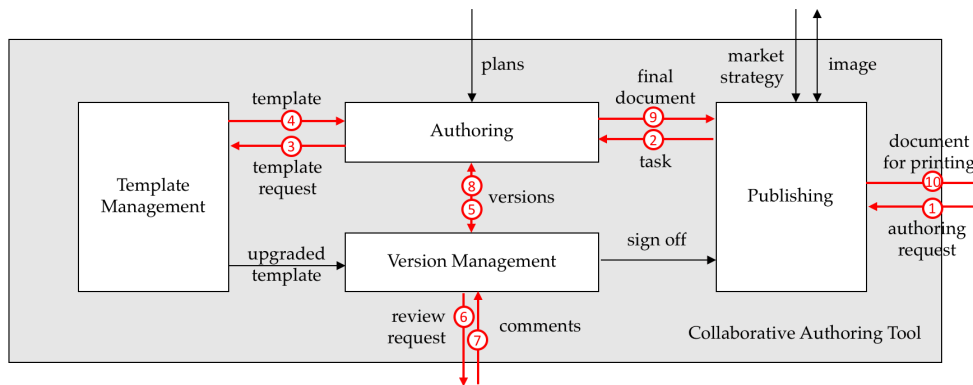 plans
market
strategy
image
template
4
3
template
request
Authoring
final
document
9
2
task
document
for printing
10
1
authoring
request
Template
Management
8
5
versions
Publishing
upgraded
template
Version Management
sign off
review
request
6
7
comments
Collaborative Authoring Tool